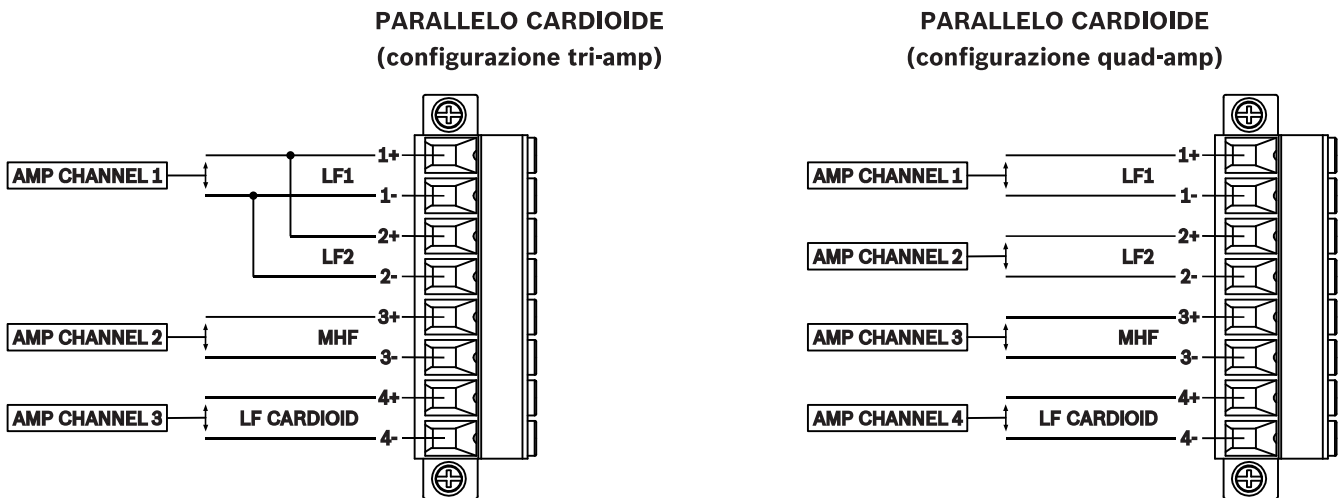 PARALLELO CARDIOIDE
(configurazione tri-amp)
AMP CHANNEL 1
1+
LF1
1-
2+
LF2
2-
AMP CHANNEL 2
3+
MHF
3-
AMP CHANNEL 3
4+
LF CARDIOID
4-
PARALLELO CARDIOIDE
(configurazione quad-amp)
AMP CHANNEL 1
1+
LF1
1-
AMP CHANNEL 2
2+
LF2
2-
AMP CHANNEL 3
3+
MHF
3-
AMP CHANNEL 4
4+
LF CARDIOID
4-